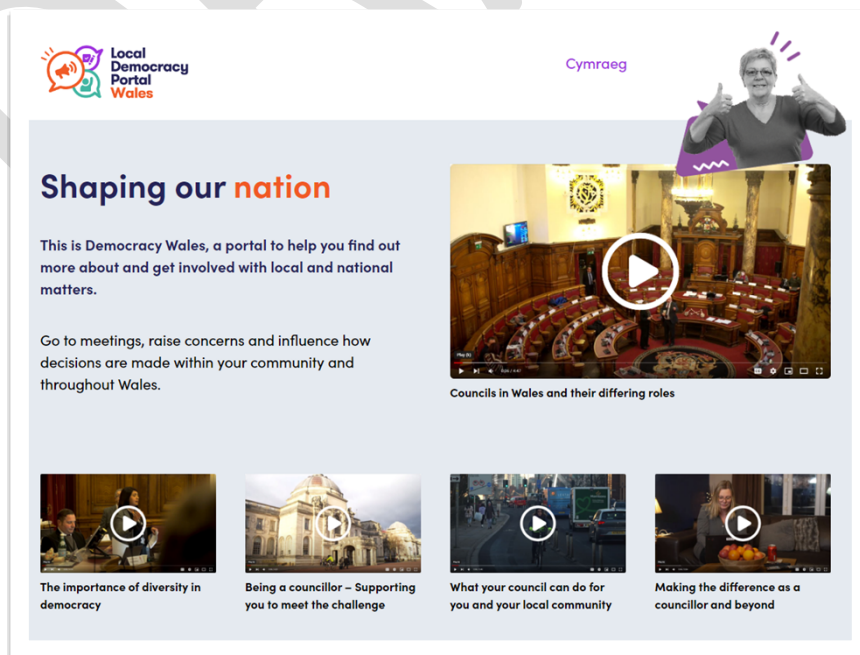 Local
Democracy
Portal
Wales
Cymraeg
Shaping our nation
This is Democracy Wales, a portal to help you find out
more about and get involved with local and national
matters.
Go to meetings, raise concerns and influence how
decisions are made within your community and
throughout Wales.
Councils in Wales and their differing roles
The importance of diversity in
democracy
Being a councillor – Supporting
you to meet the challenge
What your council can do for
you and your local community
Making the difference as a
councillor and beyond